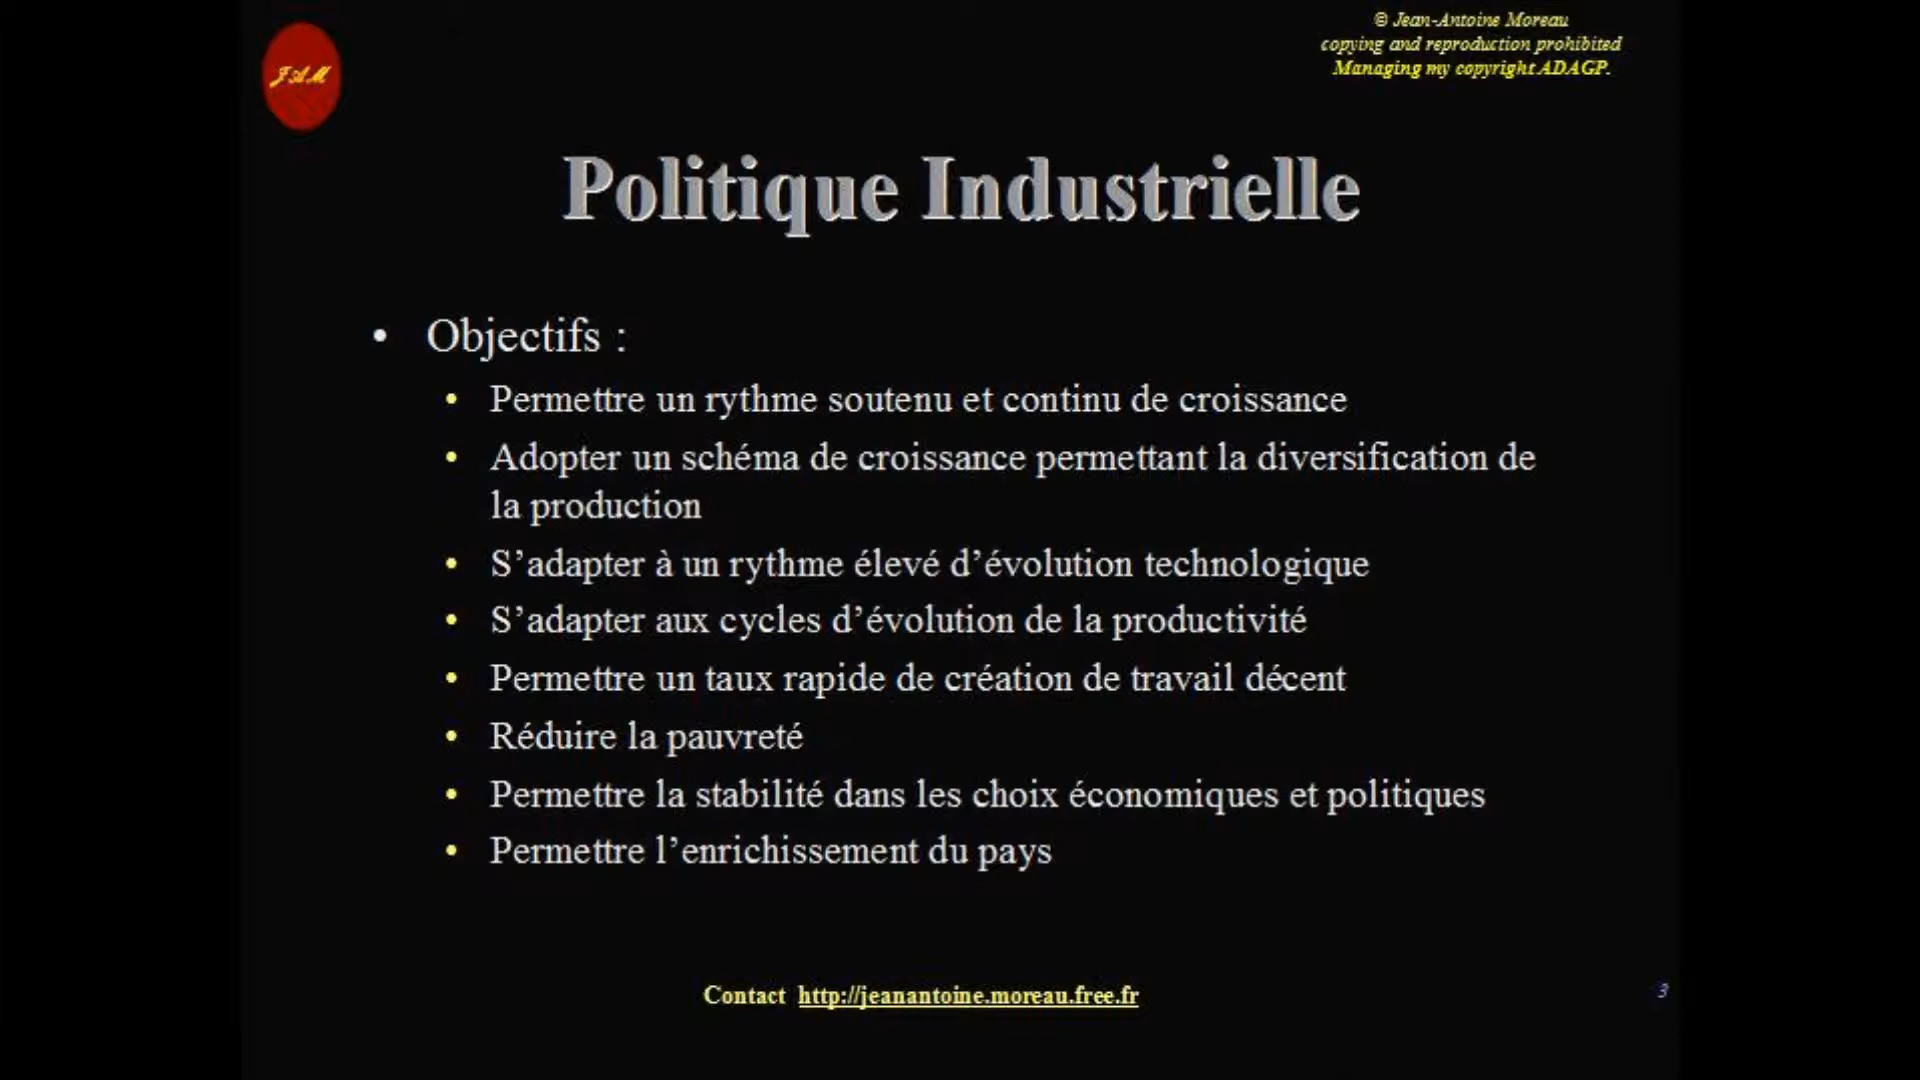 JAM
© Jean-Antoine Moreau
copying and reproduction prohibited
Managing my copyright ADAGP.
Politique Industrielle
• Objectifs :
• Permettre un rythme soutenu et continu de croissance
• Adopter un schéma de croissance permettant la diversification de
la production
• S’adapter à un rythme élevé d’évolution technologique
• S’adapter aux cycles d’évolution de la productivité
• Permettre un taux rapide de création de travail décent
• Réduire la pauvreté
• Permettre la stabilité dans les choix économiques et politiques
• Permettre l’enrichissement du pays
Contact http://jeanantoine.moreau.free.fr
3